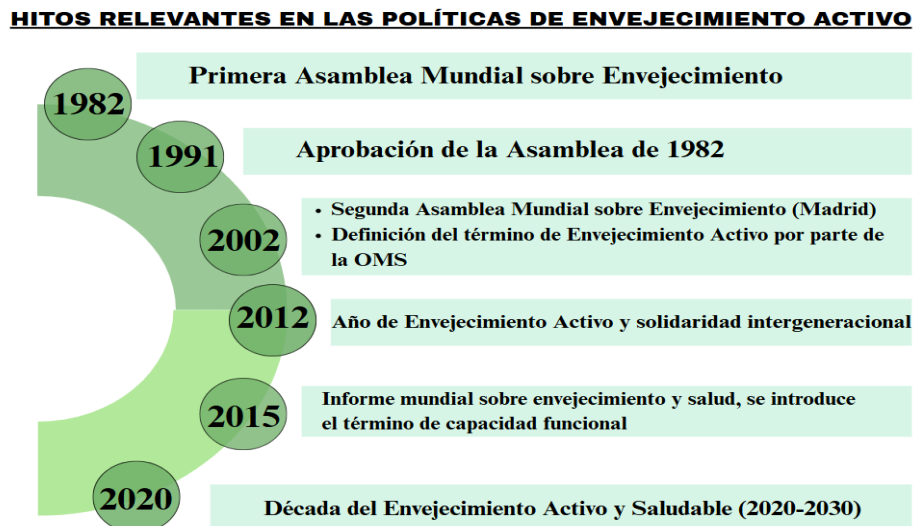 HITOS RELEVANTES EN LAS POLÍTICAS DE ENVEJECIMIENTO ACTIVO
1982
Primera Asamblea Mundial sobre Envejecimiento
1991
Aprobación de la Asamblea de 1982
2002
• Segunda Asamblea Mundial sobre Envejecimiento (Madrid)
• Definición del término de Envejecimiento Activo por parte de
la OMS
2012
Año de Envejecimiento Activo y solidaridad intergeneracional
2015
Informe mundial sobre envejecimiento y salud, se introduce
el término de capacidad funcional
2020
Década del Envejecimiento Activo y Saludable (2020-2030)